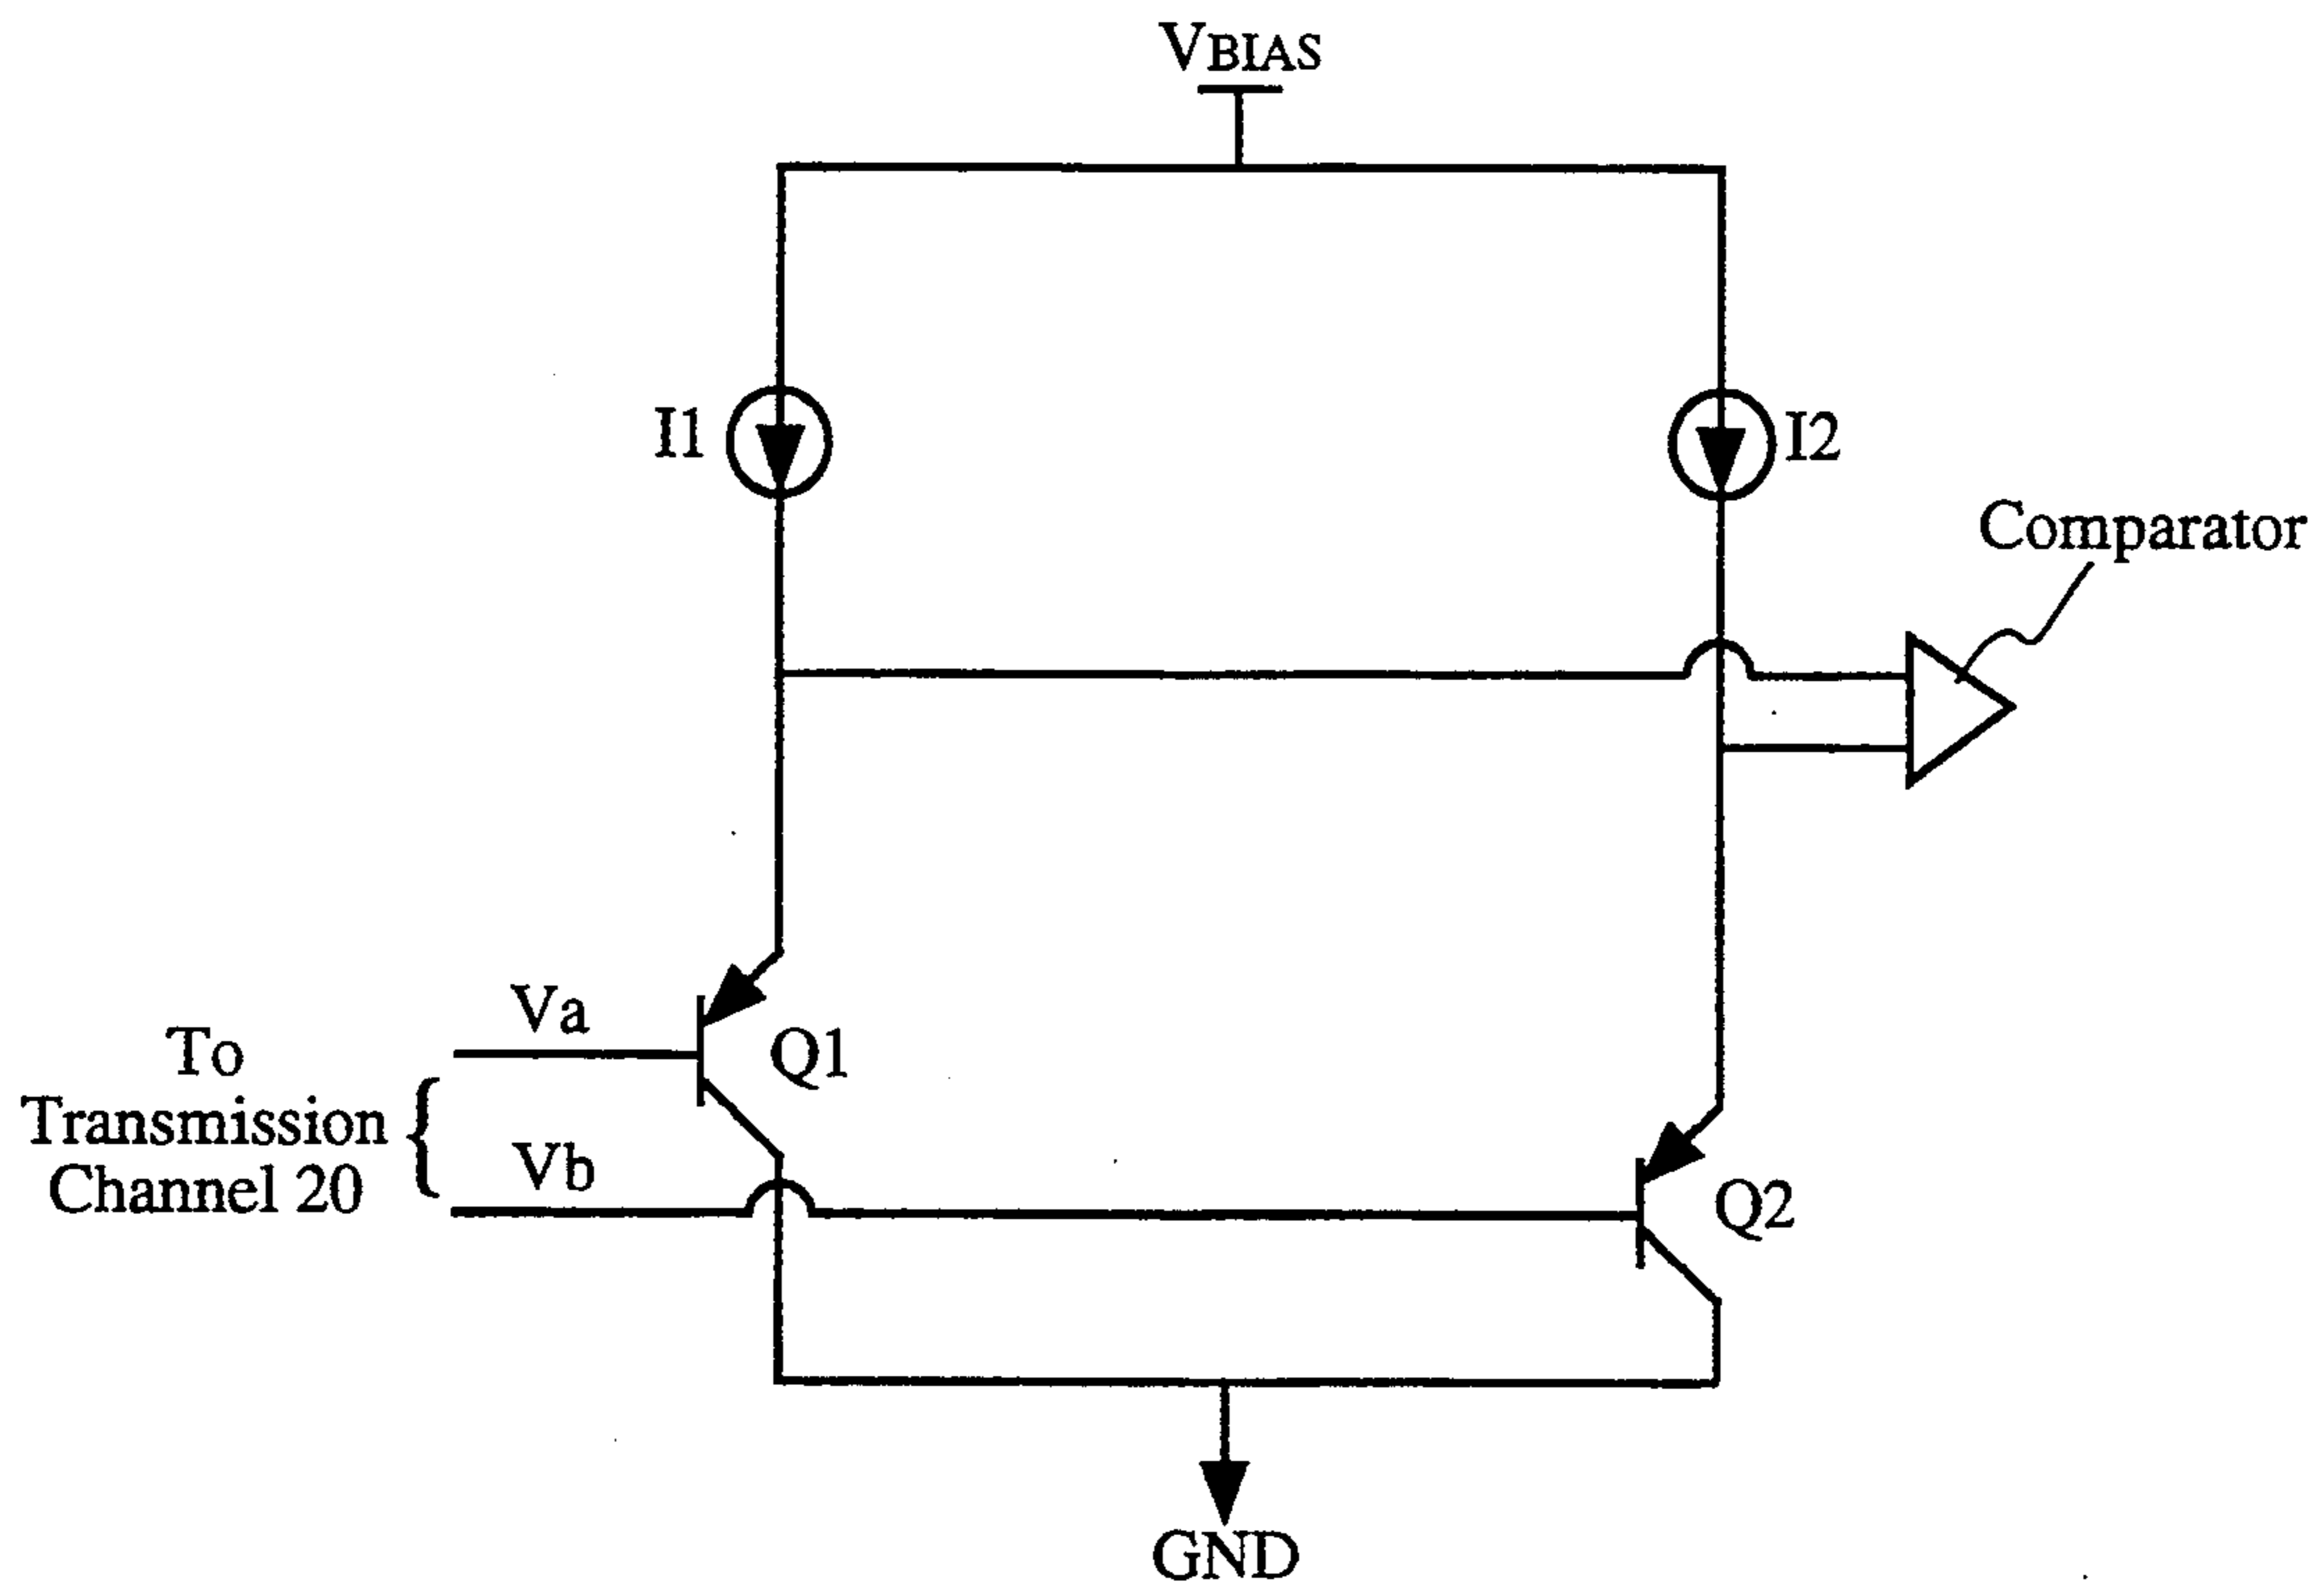 VBIAS
I1
I2
Comparator
Va
Q1
To
Transmission
Channel 20
Vb
Q2
GND